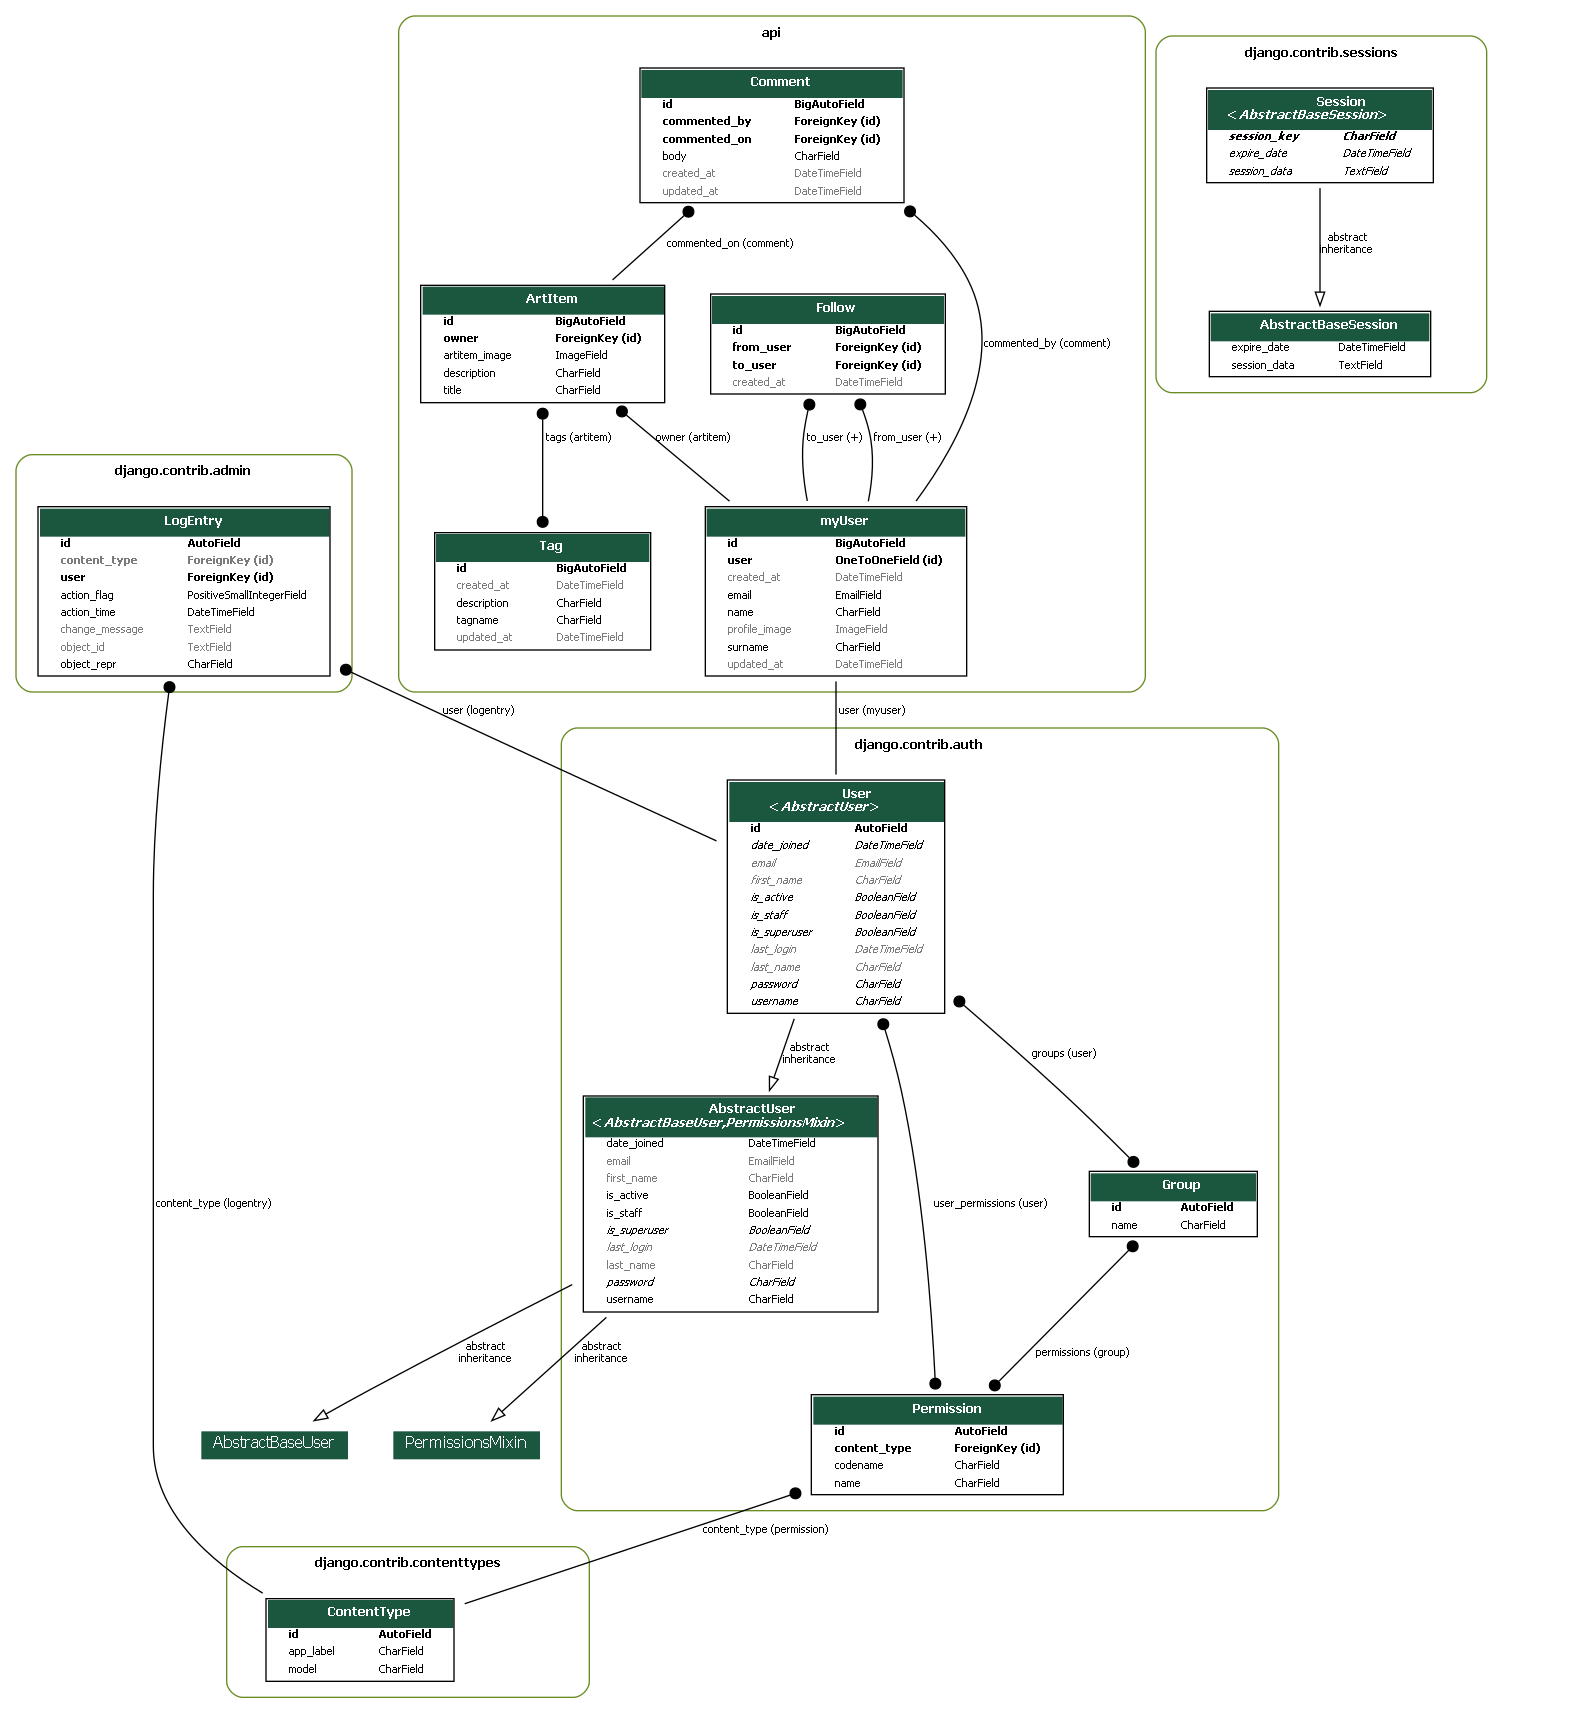 api
Comment
id BigAutoField
commented_by ForeignKey (id)
commented_on ForeignKey (id)
body CharField
created_at DateTimeField
updated_at DateTimeField
django.contrib.sessions
Session
<AbstractBaseSession>
session_key CharField
expire_date DateTimeField
session_data TextField
abstract
inheritance
AbstractBaseSession
expire_date DateTimeField
session_data TextField
commented_on (comment)
ArtItem
id BigAutoField
owner ForeignKey (id)
artitem_image ImageField
description CharField
title CharField
Follow
id BigAutoField
from_user ForeignKey (id)
to_user ForeignKey (id)
created_at DateTimeField
commented_by (comment)
tags (artitem)
owner (artitem)
to_user (+)
from_user (+)
django.contrib.admin
LogEntry
id AutoField
content_type ForeignKey (id)
user ForeignKey (id)
action_flag PositiveSmallIntegerField
action_time DateTimeField
change_message TextField
object_id TextField
object_repr CharField
Tag
id BigAutoField
created_at DateTimeField
description CharField
tagname CharField
updated_at DateTimeField
myUser
id BigAutoField
user OneToOneField (id)
created_at DateTimeField
email EmailField
name CharField
profile_image ImageField
surname CharField
updated_at DateTimeField
user (logentry)
user (myuser)
django.contrib.auth
User
<AbstractUser>
id AutoField
date_joined DateTimeField
email EmailField
first_name CharField
is_active BooleanField
is_staff BooleanField
is_superuser BooleanField
last_login DateTimeField
last_name CharField
password CharField
username CharField
abstract
inheritance
groups (user)
AbstractUser
<AbstractBaseUser,PermissionsMixin>
date_joined DateTimeField
email EmailField
first_name CharField
is_active BooleanField
is_staff BooleanField
is_superuser BooleanField
last_login DateTimeField
last_name CharField
password CharField
username CharField
content_type (logentry)
user_permissions (user)
Group
id AutoField
name CharField
abstract
inheritance
abstract
inheritance
permissions (group)
AbstractBaseUser
PermissionsMixin
Permission
id AutoField
content_type ForeignKey (id)
codename CharField
name CharField
content_type (permission)
django.contrib.contenttypes
ContentType
id AutoField
app_label CharField
model CharField